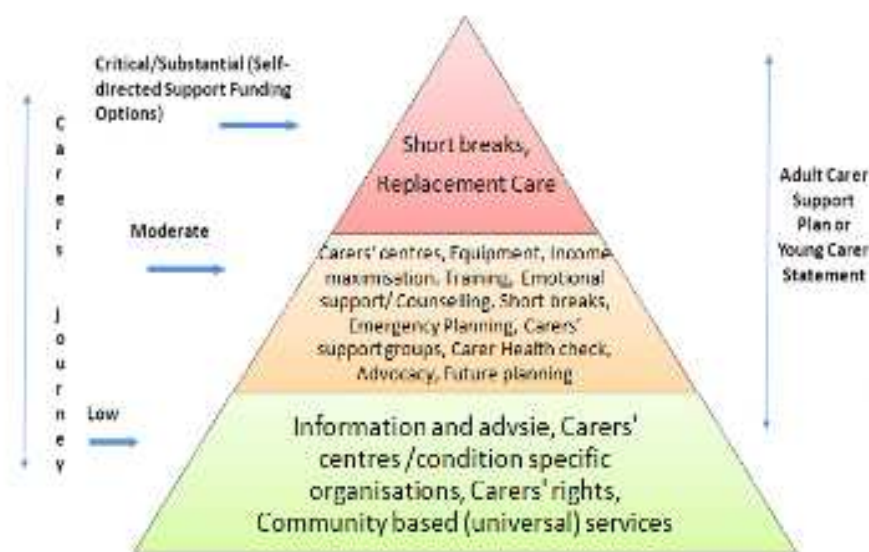 Critical/Substantial (Self-
directed Support Funding
Options)
Carers journey
Moderate
Low
Short breaks,
Replacement Care
Carers' centres, Equipment, Income
maximisation, Training, Emotional
support/ Counselling, Short breaks,
Emergency Planning, Carers'
support groups, Carer Health check,
Advocacy, Future planning
Information and advsie, Carers'
centres /condition specific
organisations, Carers' rights,
Community based (universal) services
Adult Carer
Support
Plan or
Young Carer
Statement